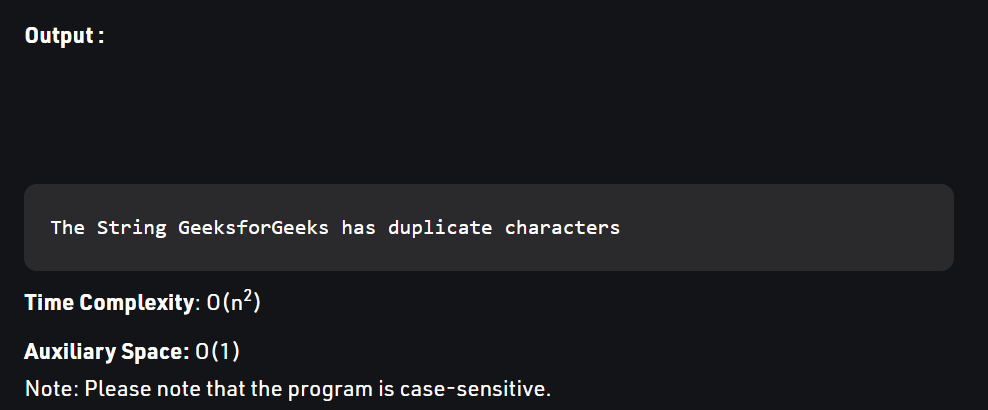 Output :
The String GeeksforGeeks has duplicate characters
Time Complexity: O(n²)
Auxiliary Space: O(1)
Note: Please note that the program is case-sensitive.